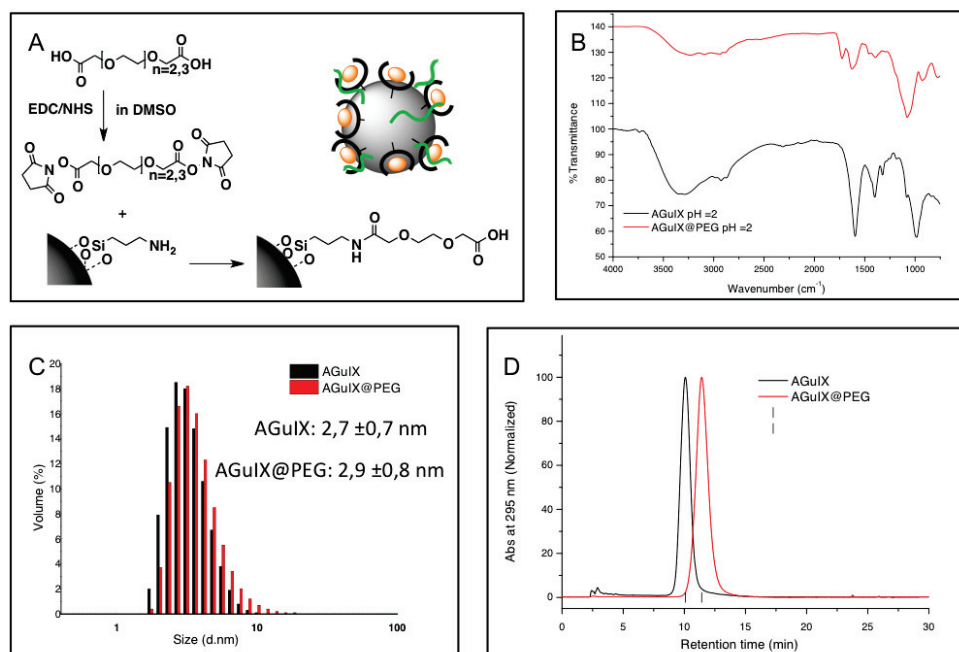 A
HO
O
O
O
O
OH
n=2,3
EDC/NHS
in DMSO
N
O
O
O
O
O
O
O
O
O
O
N
n=2,3
+
O
O
O
Si
NH₂
O
O
O
Si
N
H
O
O
O
O
OH
B
% Transmittance
140
130
120
110
100
90
80
70
60
50
AGuIX pH =2
AGuIX@PEG pH =2
4000 3500 3000 2500 2000 1500 1000
Wavenumber (cm⁻¹)
C
Volume (%)
20
18
16
14
12
10
8
6
4
2
0
AGuIX
AGuIX@PEG
AGuIX: 2,7 ±0,7 nm
AGuIX@PEG: 2,9 ±0,8 nm
1 10 100
Size (d.nm)
D
Abs at 295 nm (Normalized)
100
80
60
40
20
0
AGuIX
AGuIX@PEG
0 5 10 15 20 25 30
Retention time (min)